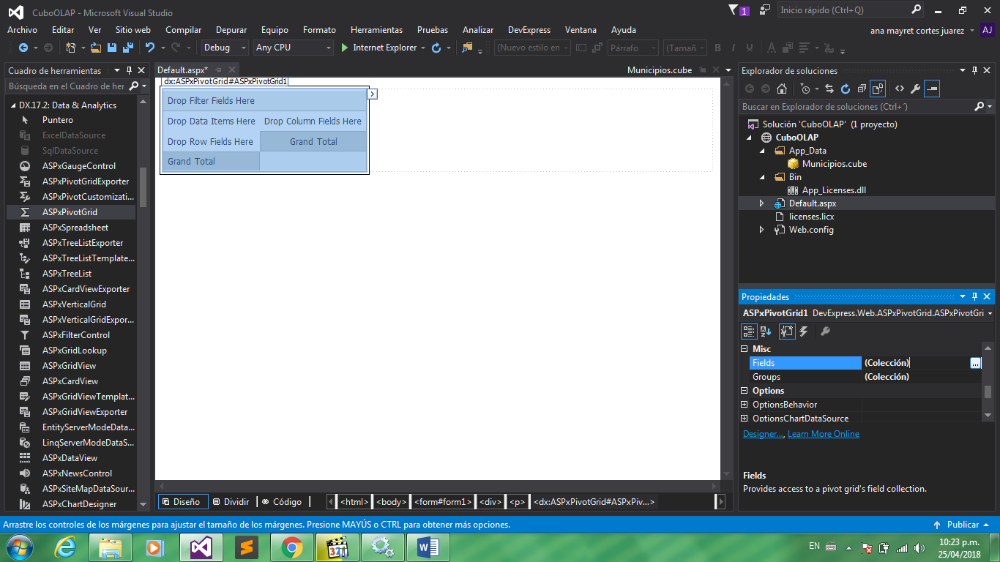 CuboOLAP - Microsoft Visual Studio
1
Inicio rápido (Ctrl+Q)
Archivo Editar Ver Sitio web Compilar Depurar Equipo Formato Herramientas Pruebas Analizar DevExpress Ventana Ayuda
ana mayret cortes juarez AJ
Debug Any CPU Internet Explorer (Nuevo estilo en Párrafo (Tamañ B I U A
Cuadro de herramientas
Búsqueda en el Cuadro de her
DX.17.2: Data & Analytics
Puntero
ExcelDataSource
SqlDataSource
ASPxGaugeControl
ASPxPivotGridExporter
ASPxPivotCustomizati...
ASPxPivotGrid
ASPxSpreadsheet
ASPxTreeListExporter
ASPxTreeListTemplate...
ASPxTreeList
ASPxCardViewExporter
ASPxVerticalGrid
ASPxVerticalGridExpor...
ASPxFilterControl
ASPxGridLookup
ASPxGridView
ASPxCardView
ASPxGridViewTemplat...
ASPxGridViewExporter
EntityServerModeData...
LinqServerModeDataS...
ASPxDataView
ASPxNewsControl
ASPxSiteMapDataSour...
ASPxChartDesigner
Default.aspx*
Municipios.cube
dx:ASPxPivotGrid#ASPxPivotGrid1
Drop Filter Fields Here
Drop Data Items Here Drop Column Fields Here
Drop Row Fields Here Grand Total
Grand Total
Diseño Dividir Código <html> <body> <form#form1> <div> <p> <dx:ASPxPivotGrid#ASPxPiv...>
Explorador de soluciones
Buscar en Explorador de soluciones (Ctrl+´)
Solución 'CuboOLAP' (1 proyecto)
CuboOLAP
App_Data
Municipios.cube
Bin
App_Licenses.dll
Default.aspx
licenses.licx
Web.config
Propiedades
ASPxPivotGrid1 DevExpress.Web.ASPxPivotGrid.ASPxPivotGri
Misc
Fields (Colección)
Groups (Colección)
Options
OptionsBehavior
OptionsChartDataSource
Designer..., Learn More Online
Fields
Provides access to a pivot grid's field collection.
Arrastre los controles de los márgenes para ajustar el tamaño de los márgenes. Presione MAYÚS o CTRL para obtener más opciones.
Publicar
EN
10:23 p.m.
25/04/2018